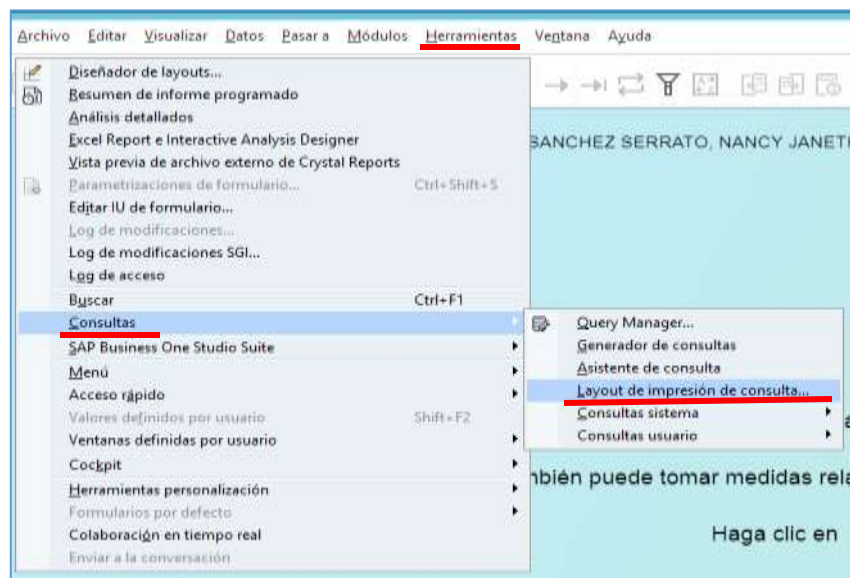 Archivo Editar Visualizar Datos Pasar a Módulos Herramientas Ventana Ayuda
Diseñador de layouts...
Resumen de informe programado
Análisis detallados
Excel Report e Interactive Analysis Designer
Vista previa de archivo externo de Crystal Reports
Parametrizaciones de formulario... Ctrl+Shift+S
Editar IU de formulario...
Log de modificaciones...
Log de modificaciones SGI...
Log de acceso
Buscar Ctrl+F1
Consultas
SAP Business One Studio Suite
Menú
Acceso rápido
Valores definidos por usuario Shift+F2
Ventanas definidas por usuario
Cockpit
Herramientas personalización
Formularios por defecto
Colaboración en tiempo real
Enviar a la conversación
SANCHEZ SERRATO, NANCY JANETH
Query Manager...
Generador de consultas
Asistente de consulta
Layout de impresión de consulta...
Consultas sistema
Consultas usuario
mbién puede tomar medidas rela
Haga clic en